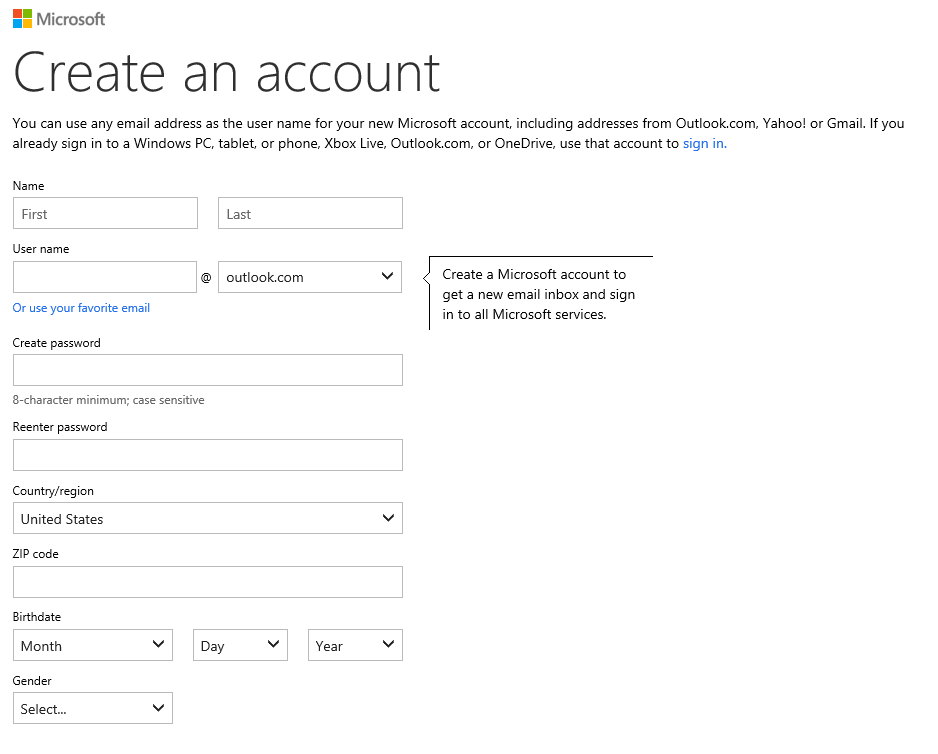 Microsoft
Create an account
You can use any email address as the user name for your new Microsoft account, including addresses from Outlook.com, Yahoo! or Gmail. If you
already sign in to a Windows PC, tablet, or phone, Xbox Live, Outlook.com, or OneDrive, use that account to sign in.
Name
First Last
User name
@ outlook.com
Create a Microsoft account to
get a new email inbox and sign
in to all Microsoft services.
Or use your favorite email
Create password
8-character minimum; case sensitive
Reenter password
Country/region
United States
ZIP code
Birthdate
Month Day Year
Gender
Select...